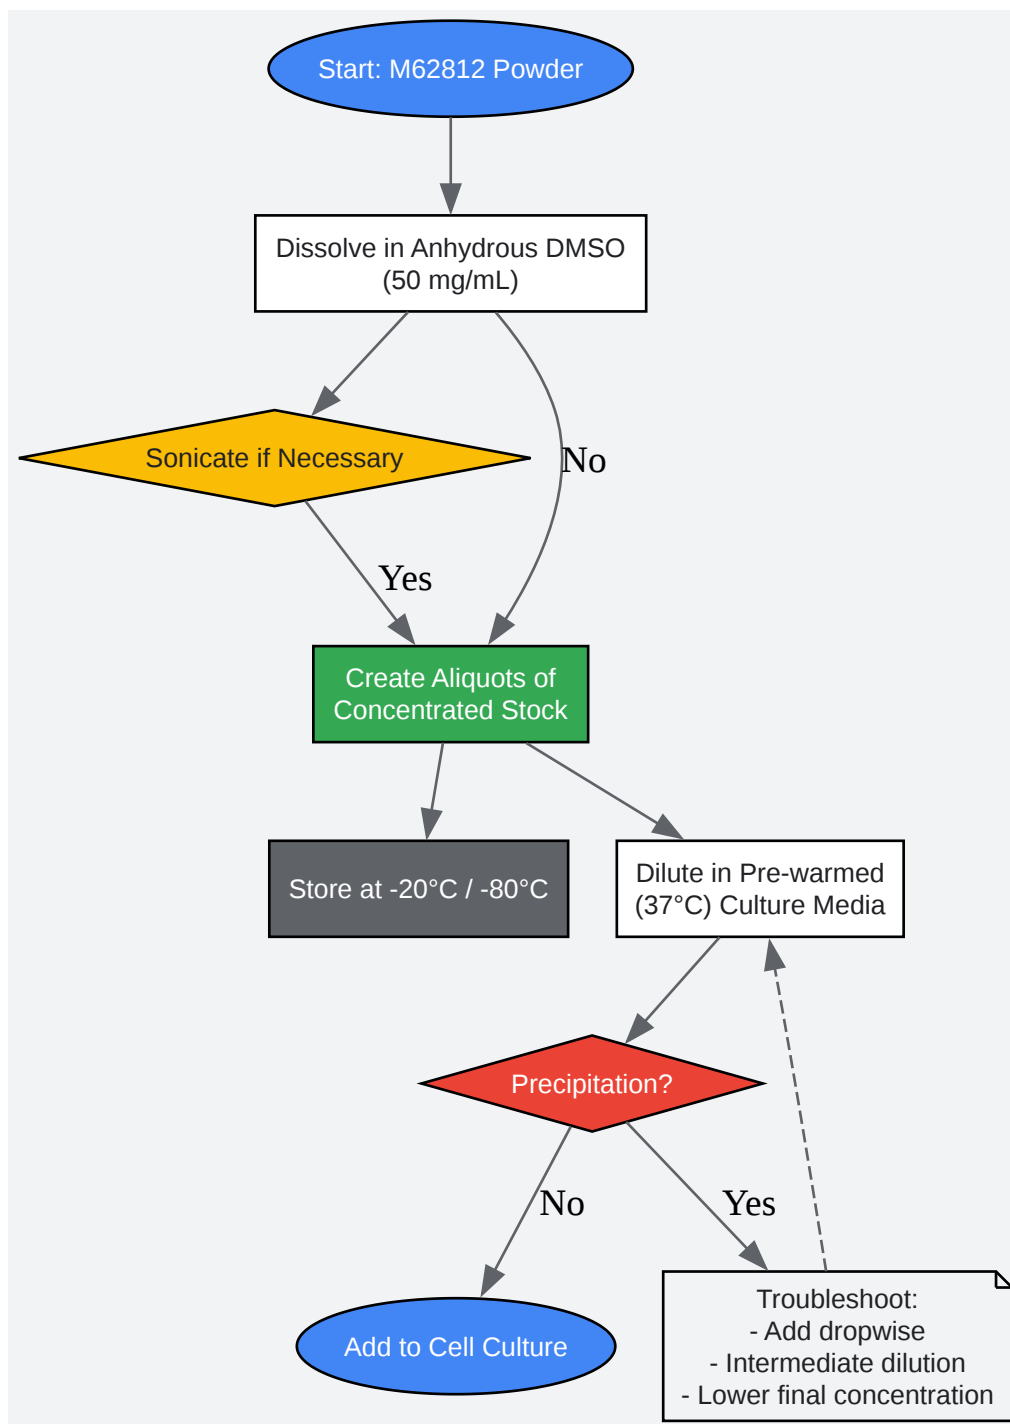 Start: M62812 Powder
Dissolve in Anhydrous DMSO
(50 mg/mL)
Sonicate if Necessary
No
Yes
Create Aliquots of
Concentrated Stock
Store at -20°C / -80°C
Dilute in Pre-warmed
(37°C) Culture Media
Precipitation?
No
Yes
Add to Cell Culture
Troubleshoot:
- Add dropwise
- Intermediate dilution
- Lower final concentration